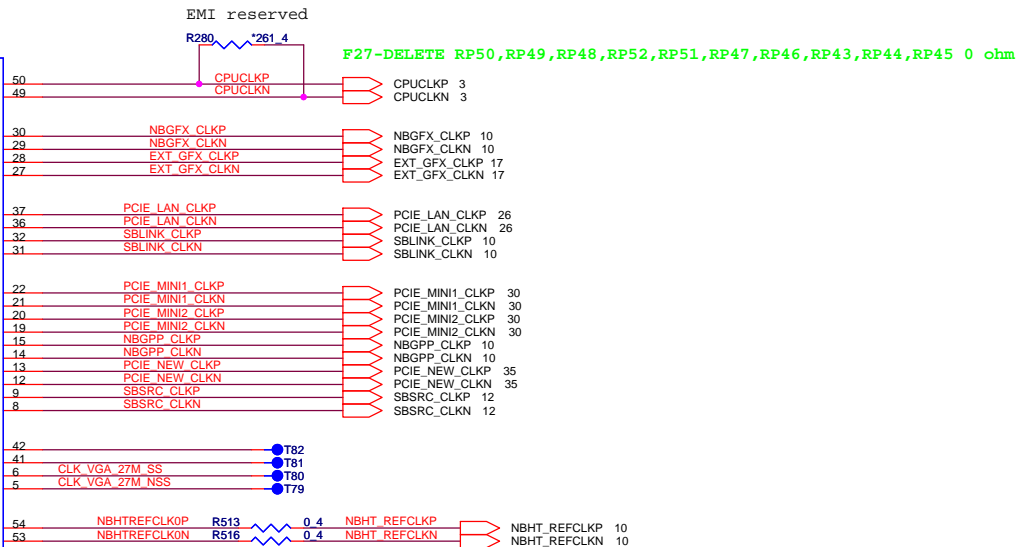 EMI reserved
R280 *261_4
F27-DELETE RP50,RP49,RP48,RP52,RP51,RP47,RP46,RP43,RP44,RP45 0 ohm
50 CPUCLKP CPUCLKP 3
49 CPUCLKN CPUCLKN 3
30 NBGFX_CLKP NBGFX_CLKP 10
29 NBGFX_CLKN NBGFX_CLKN 10
28 EXT_GFX_CLKP EXT_GFX_CLKP 17
27 EXT_GFX_CLKN EXT_GFX_CLKN 17
37 PCIE_LAN_CLKP PCIE_LAN_CLKP 26
36 PCIE_LAN_CLKN PCIE_LAN_CLKN 26
32 SBLINK_CLKP SBLINK_CLKP 10
31 SBLINK_CLKN SBLINK_CLKN 10
22 PCIE_MINI1_CLKP PCIE_MINI1_CLKP 30
21 PCIE_MINI1_CLKN PCIE_MINI1_CLKN 30
20 PCIE_MINI2_CLKP PCIE_MINI2_CLKP 30
19 PCIE_MINI2_CLKN PCIE_MINI2_CLKN 30
15 NBGPP_CLKP NBGPP_CLKP 10
14 NBGPP_CLKN NBGPP_CLKN 10
13 PCIE_NEW_CLKP PCIE_NEW_CLKP 35
12 PCIE_NEW_CLKN PCIE_NEW_CLKN 35
9 SBSRC_CLKP SBSRC_CLKP 12
8 SBSRC_CLKN SBSRC_CLKN 12
42 T82
41 T81
6 CLK_VGA_27M_SS T80
5 CLK_VGA_27M_NSS T79
54 NBHTREFCLK0P R513 0_4 NBHT_REFCLKP NBHT_REFCLKP 10
53 NBHTREFCLK0N R516 0_4 NBHT_REFCLKN NBHT_REFCLKN 10